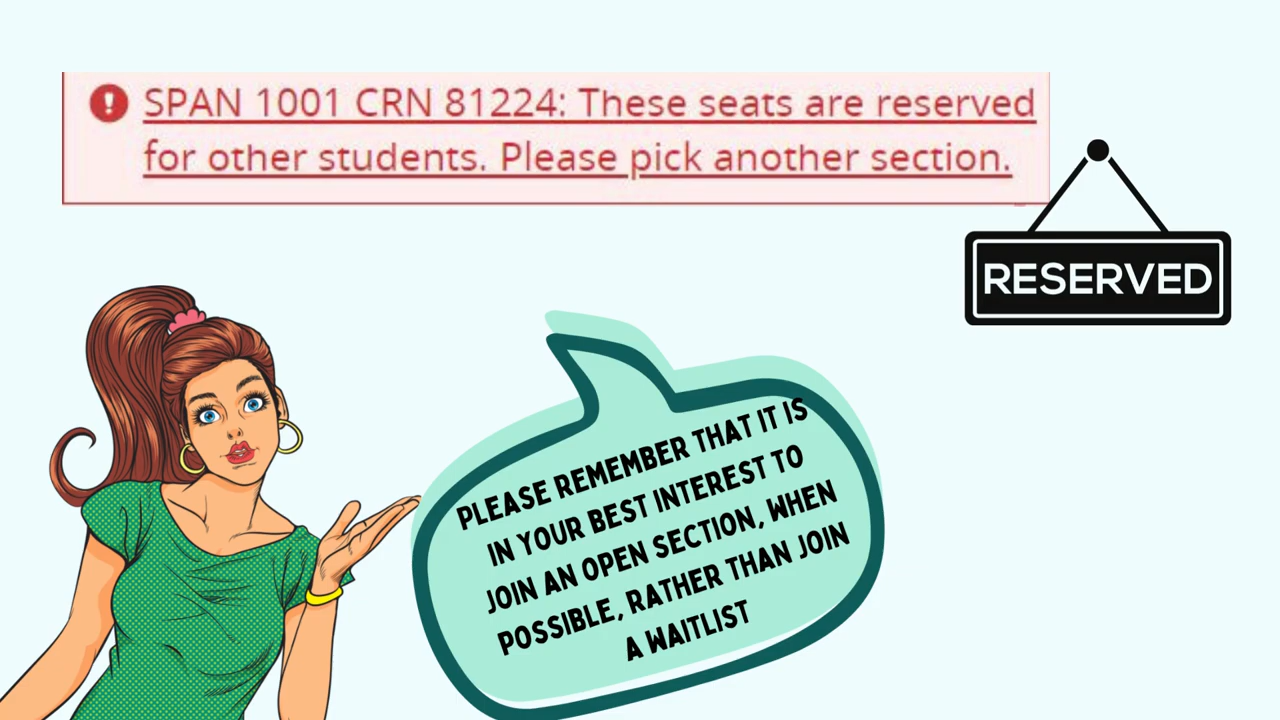 SPAN 1001 CRN 81224: These seats are reserved
for other students. Please pick another section.
RESERVED
PLEASE REMEMBER THAT IT IS
IN YOUR BEST INTEREST TO
JOIN AN OPEN SECTION, WHEN
POSSIBLE, RATHER THAN JOIN
A WAITLIST